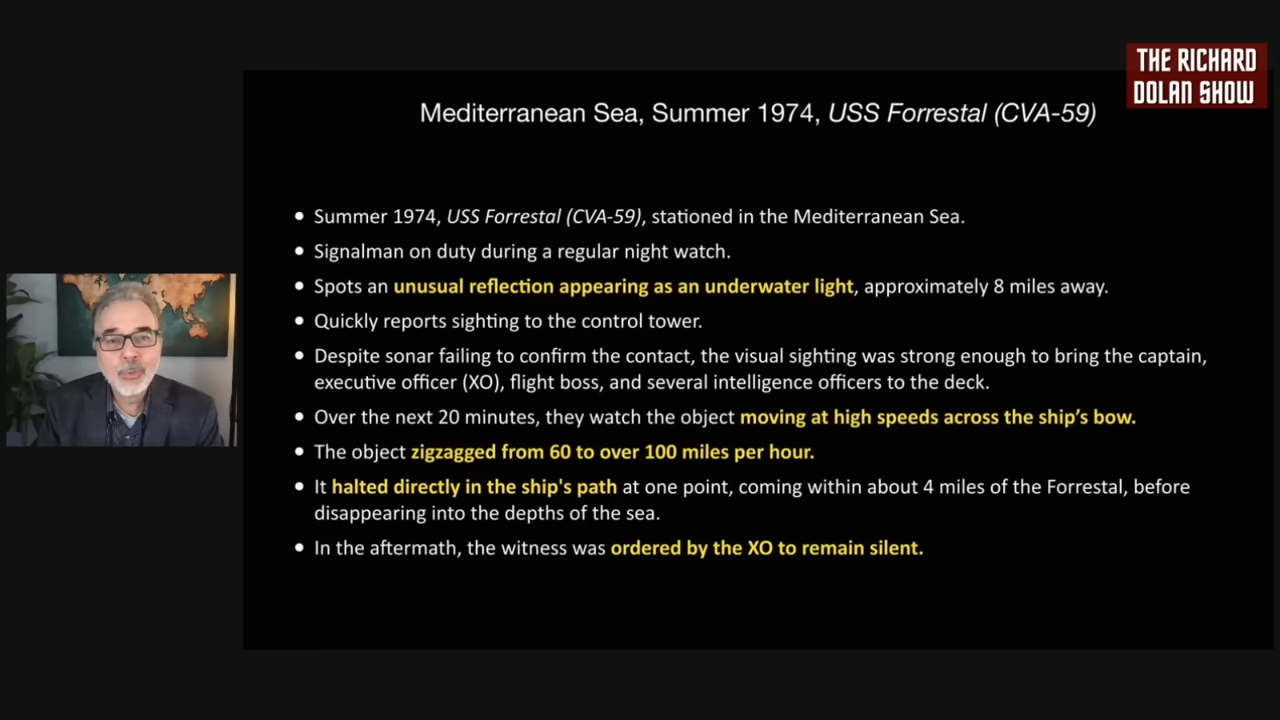 THE RICHARD
DOLAN SHOW
Mediterranean Sea, Summer 1974, USS Forrestal (CVA-59)
• Summer 1974, USS Forrestal (CVA-59), stationed in the Mediterranean Sea.
• Signalman on duty during a regular night watch.
• Spots an unusual reflection appearing as an underwater light, approximately 8 miles away.
• Quickly reports sighting to the control tower.
• Despite sonar failing to confirm the contact, the visual sighting was strong enough to bring the captain,
executive officer (XO), flight boss, and several intelligence officers to the deck.
• Over the next 20 minutes, they watch the object moving at high speeds across the ship’s bow.
• The object zigzagged from 60 to over 100 miles per hour.
• It halted directly in the ship's path at one point, coming within about 4 miles of the Forrestal, before
disappearing into the depths of the sea.
• In the aftermath, the witness was ordered by the XO to remain silent.